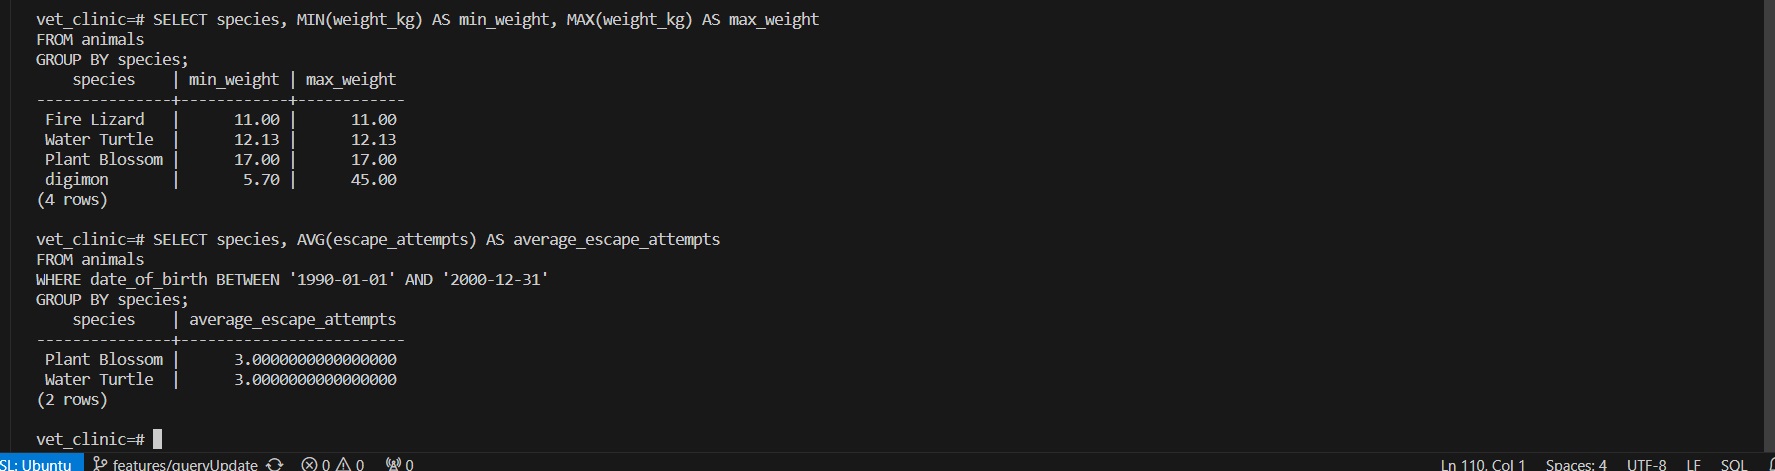 vet_clinic=# SELECT species, MIN(weight_kg) AS min_weight, MAX(weight_kg) AS max_weight
FROM animals
GROUP BY species;
    species    | min_weight | max_weight
---------------+------------+------------
 Fire Lizard   |      11.00 |      11.00
 Water Turtle  |      12.13 |      12.13
 Plant Blossom |      17.00 |      17.00
 digimon       |       5.70 |      45.00
(4 rows)

vet_clinic=# SELECT species, AVG(escape_attempts) AS average_escape_attempts
FROM animals
WHERE date_of_birth BETWEEN '1990-01-01' AND '2000-12-31'
GROUP BY species;
    species    | average_escape_attempts
---------------+-------------------------
 Plant Blossom |      3.0000000000000000
 Water Turtle  |      3.0000000000000000
(2 rows)

vet_clinic=#
SL: Ubuntu features/queryUpdate 0 0 0 Ln 110, Col 1 Spaces: 4 UTF-8 LF SQL